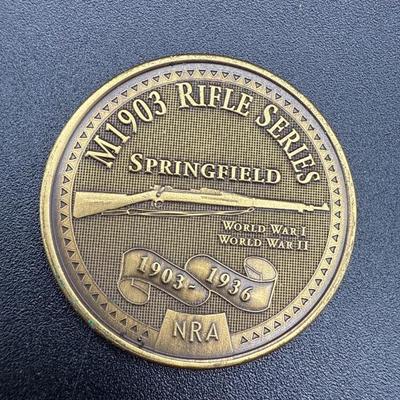 M1903 RIFLE SERIES
SPRINGFIELD
WORLD WAR I
WORLD WAR II
1903-1936
NRA